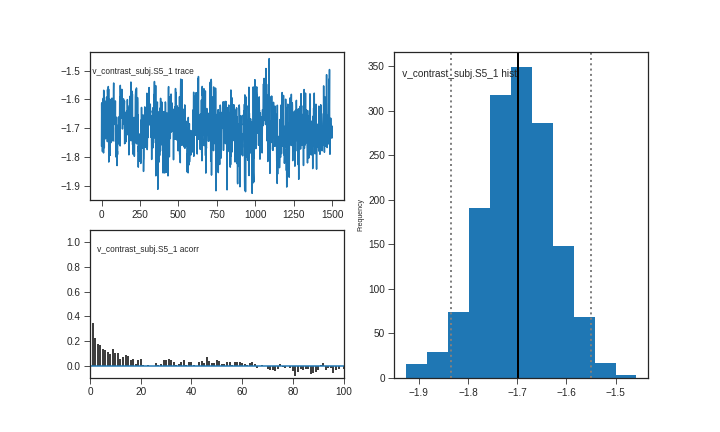 −1.5
−1.6
−1.7
−1.8
−1.9
v_contrast_subj.S5_1 trace
0 250 500 750 1000 1250 1500
1.0
0.8
0.6
0.4
0.2
0.0
v_contrast_subj.S5_1 acorr
0 20 40 60 80 100
Frequency
350
300
250
200
150
100
50
0
v_contrast_subj.S5_1 hist
−1.9 −1.8 −1.7 −1.6 −1.5